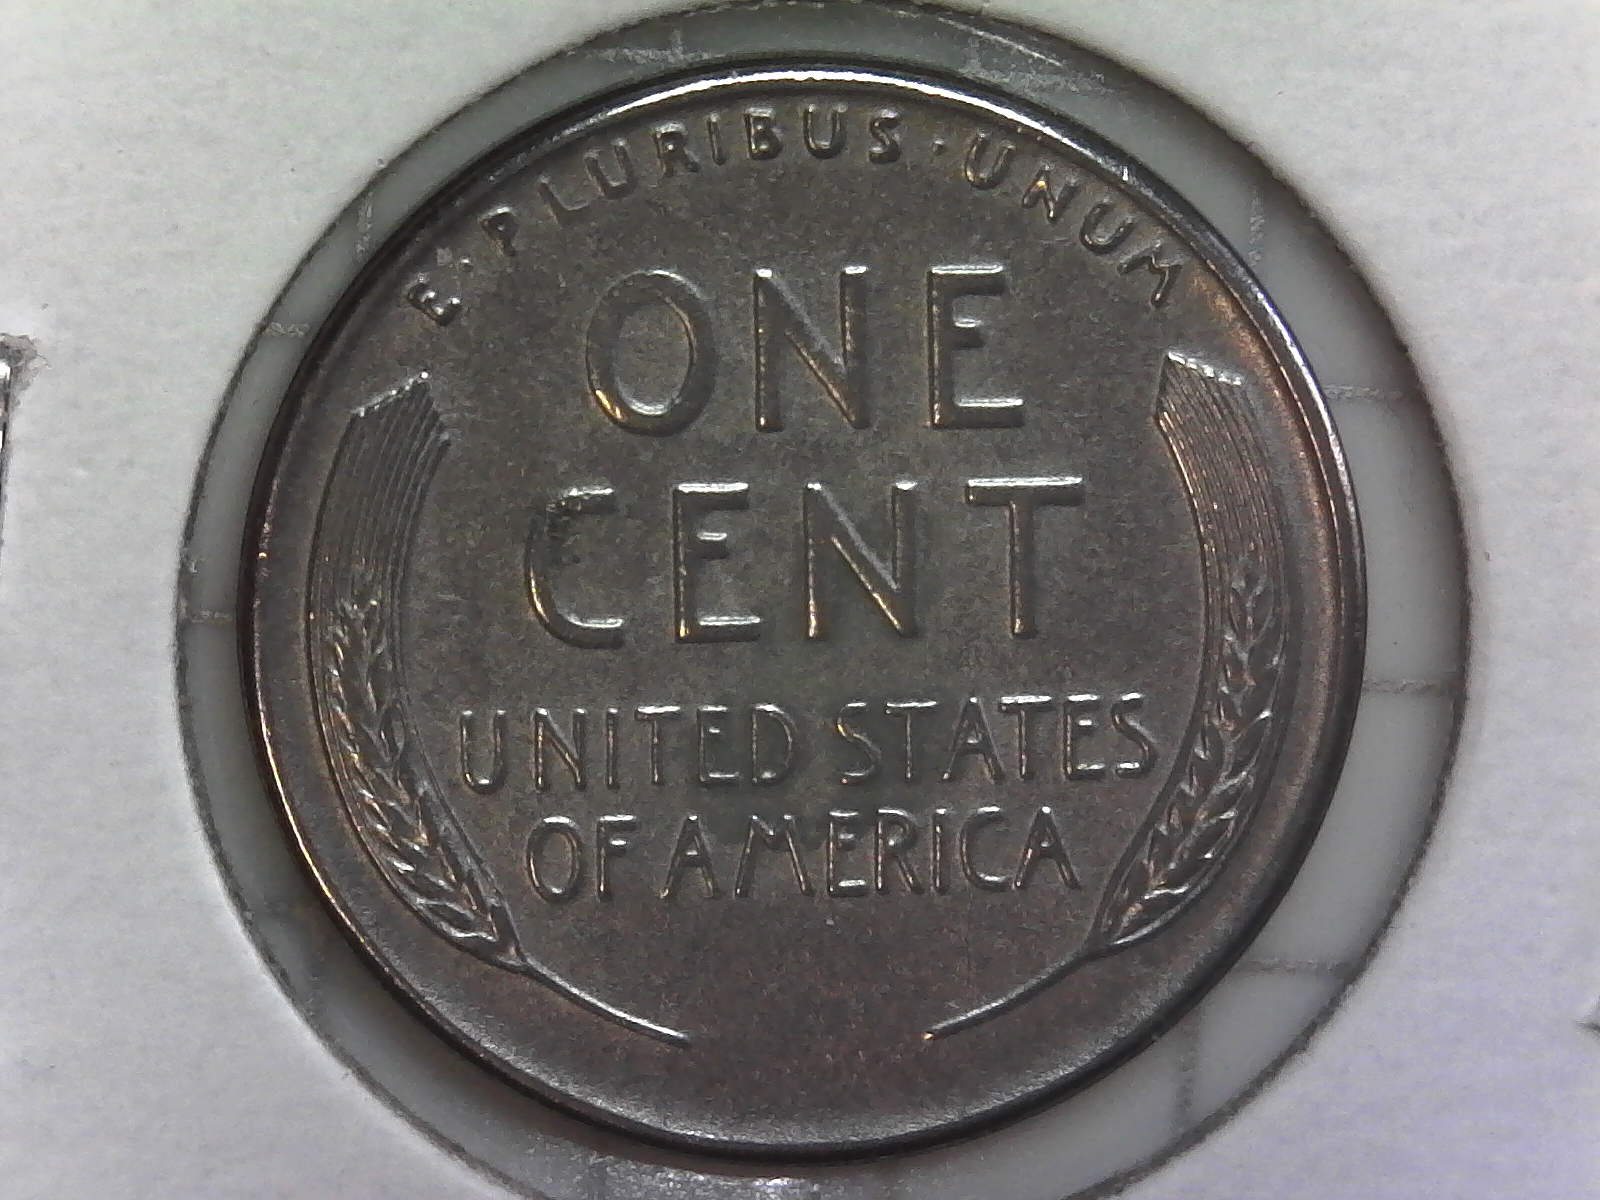 E·PLURIBUS·UNUM
ONE
CENT
UNITED STATES
OF AMERICA